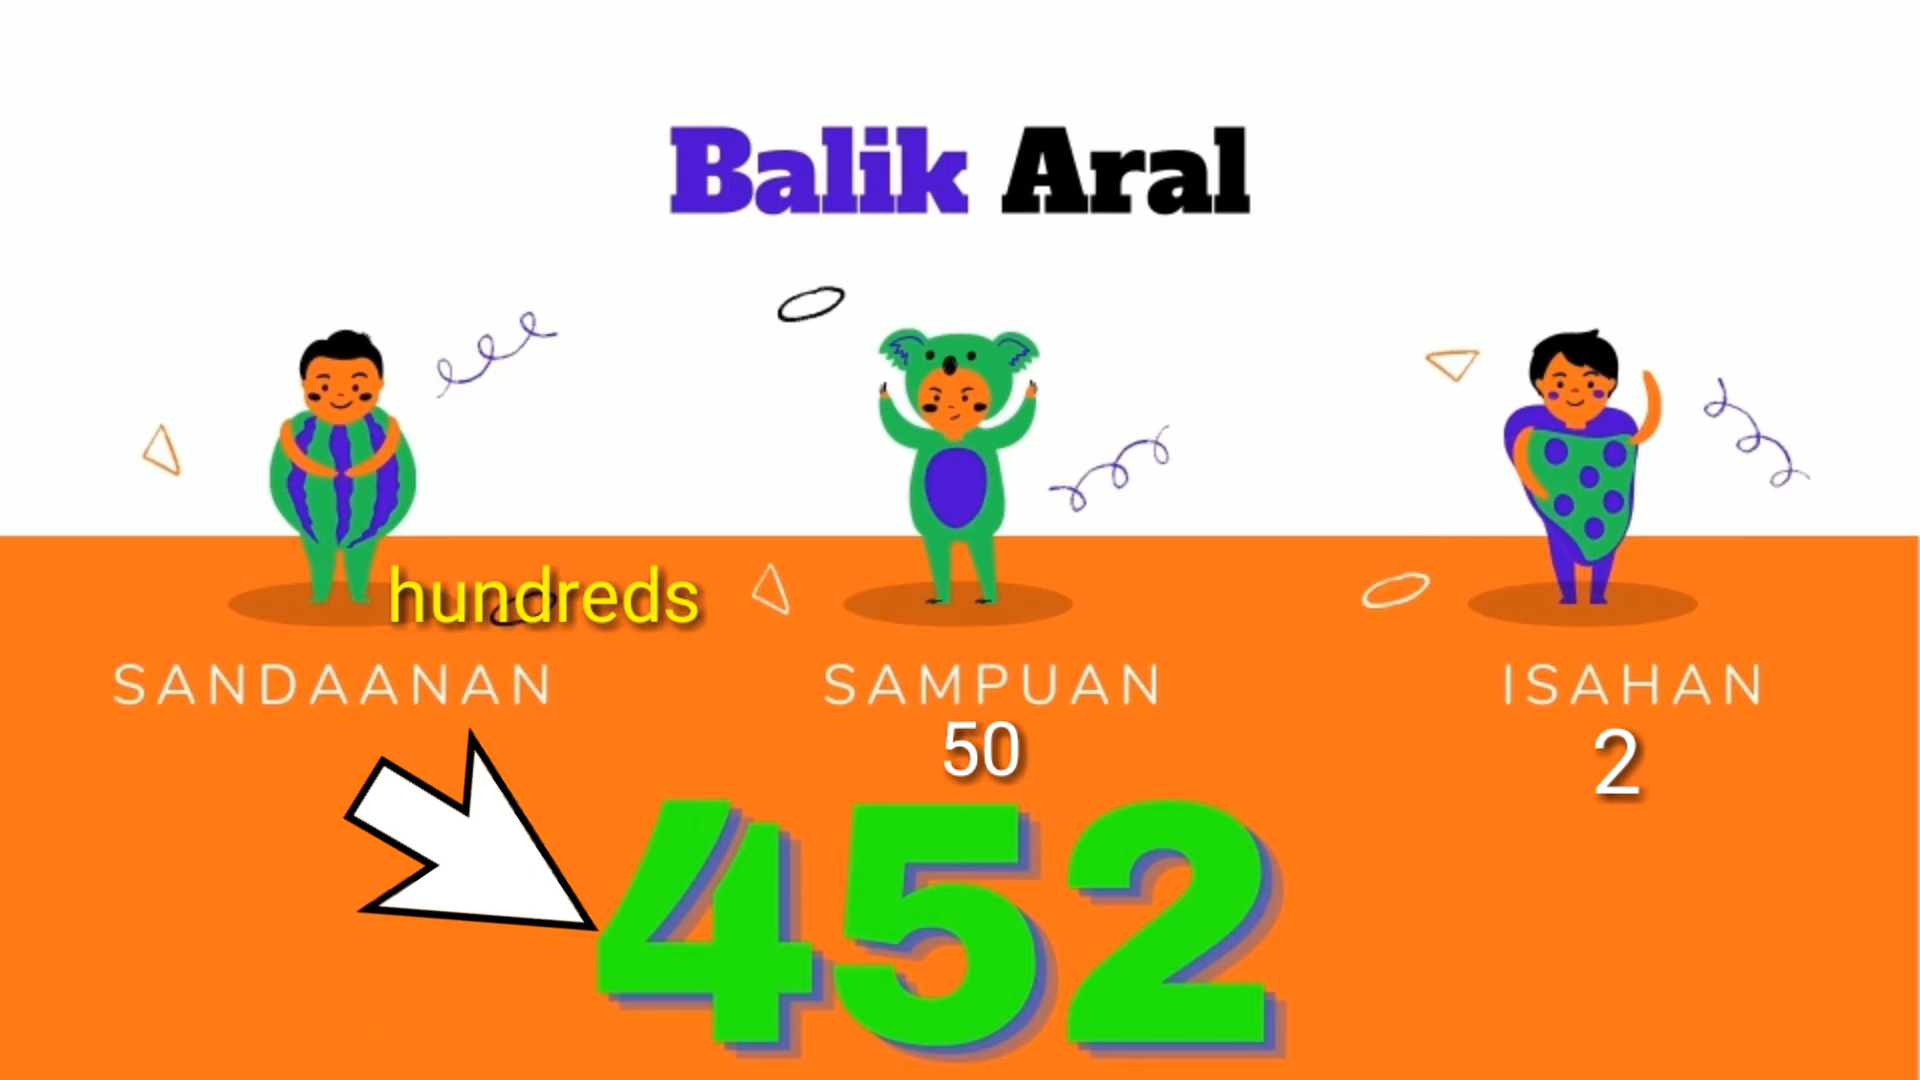 Balik Aral
hundreds
SANDAANAN
SAMPUAN
ISAHAN
50
2
452